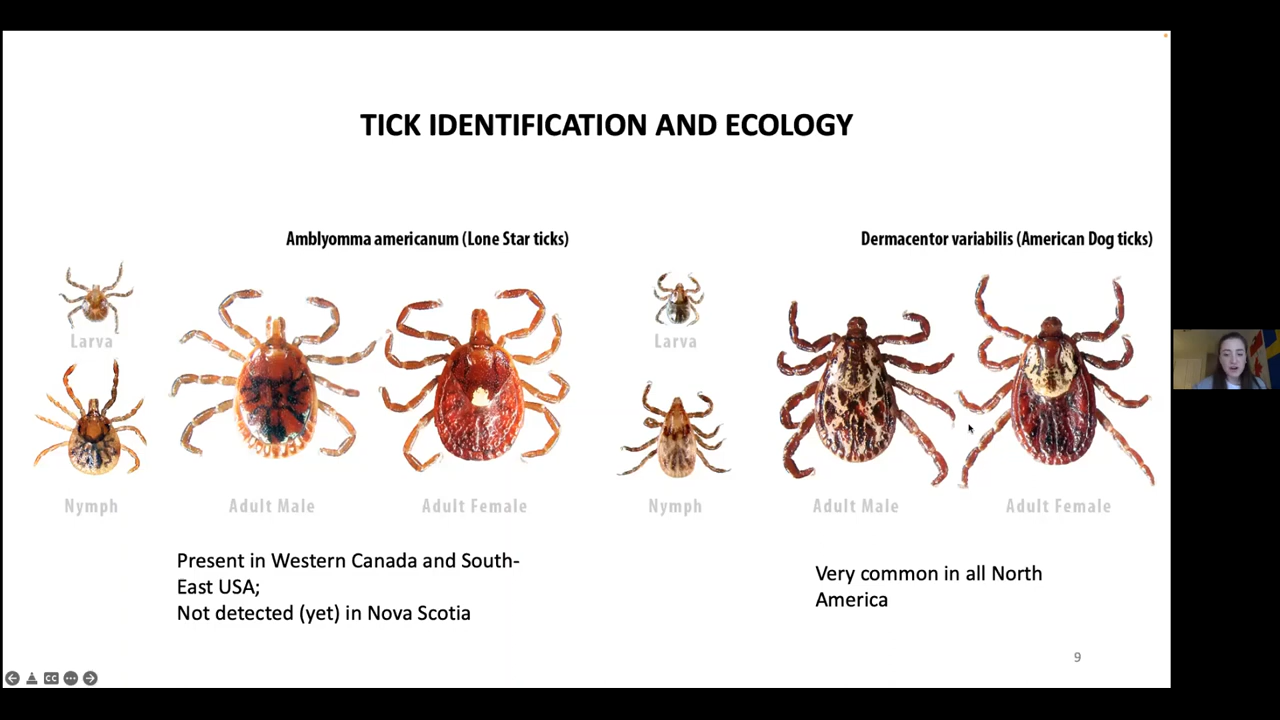 TICK IDENTIFICATION AND ECOLOGY
Amblyomma americanum (Lone Star ticks)
Dermacentor variabilis (American Dog ticks)
Larva
Larva
Nymph
Adult Male
Adult Female
Nymph
Adult Male
Adult Female
Present in Western Canada and South-
East USA;
Not detected (yet) in Nova Scotia
Very common in all North
America
9
CC